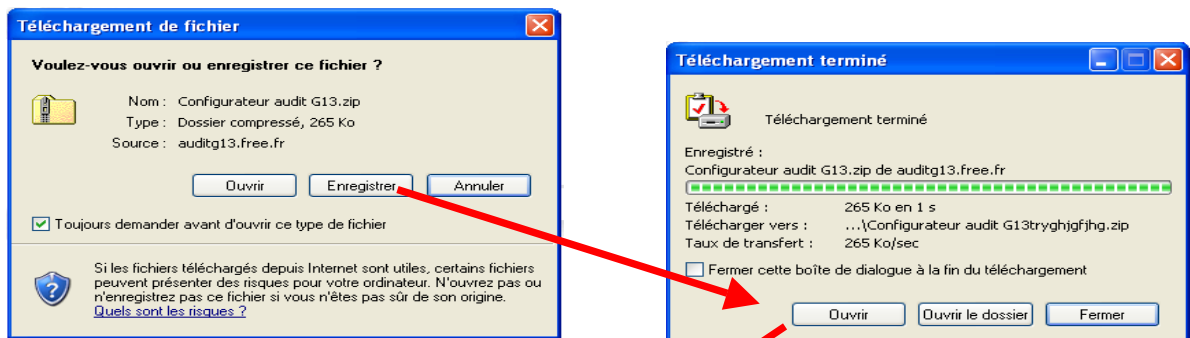 Téléchargement de fichier
Voulez-vous ouvrir ou enregistrer ce fichier ?
Nom : Configurateur audit G13.zip
Type : Dossier compressé, 265 Ko
Source : auditg13.free.fr
Ouvrir Enregistrer Annuler
Toujours demander avant d'ouvrir ce type de fichier
Si les fichiers téléchargés depuis Internet sont utiles, certains fichiers
peuvent présenter des risques pour votre ordinateur. N'ouvrez pas ou
n'enregistrez pas ce fichier si vous n'êtes pas sûr de son origine.
Quels sont les risques ?
Téléchargement terminé
Téléchargement terminé
Enregistré :
Configurateur audit G13.zip de auditg13.free.fr
Téléchargé : 265 Ko en 1 s
Télécharger vers : ...\Configurateur audit G13tryghjgfjhg.zip
Taux de transfert : 265 Ko/sec
Fermer cette boîte de dialogue à la fin du téléchargement
Ouvrir Ouvrir le dossier Fermer